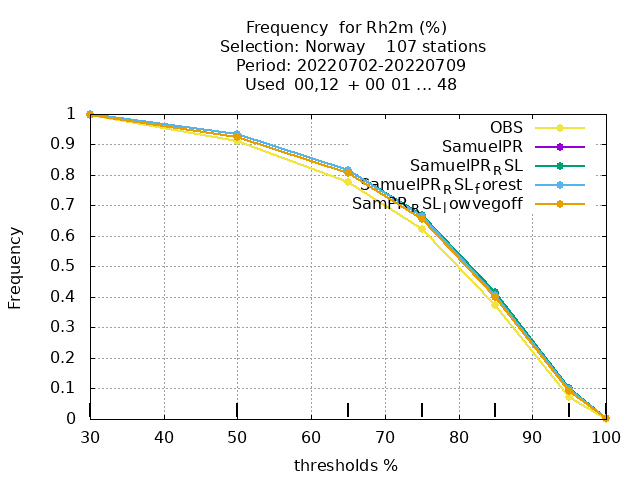 Frequency for Rh2m (%)
Selection: Norway 107 stations
Period: 20220702-20220709
Used 00,12 + 00 01 ... 48
OBS
SamuelPR
SamuelPR_RSL
SamuelPR_RSL_forest
SamPR_RSL_lowvegoff
Frequency
1
0.9
0.8
0.7
0.6
0.5
0.4
0.3
0.2
0.1
0
30 40 50 60 70 80 90 100
thresholds %